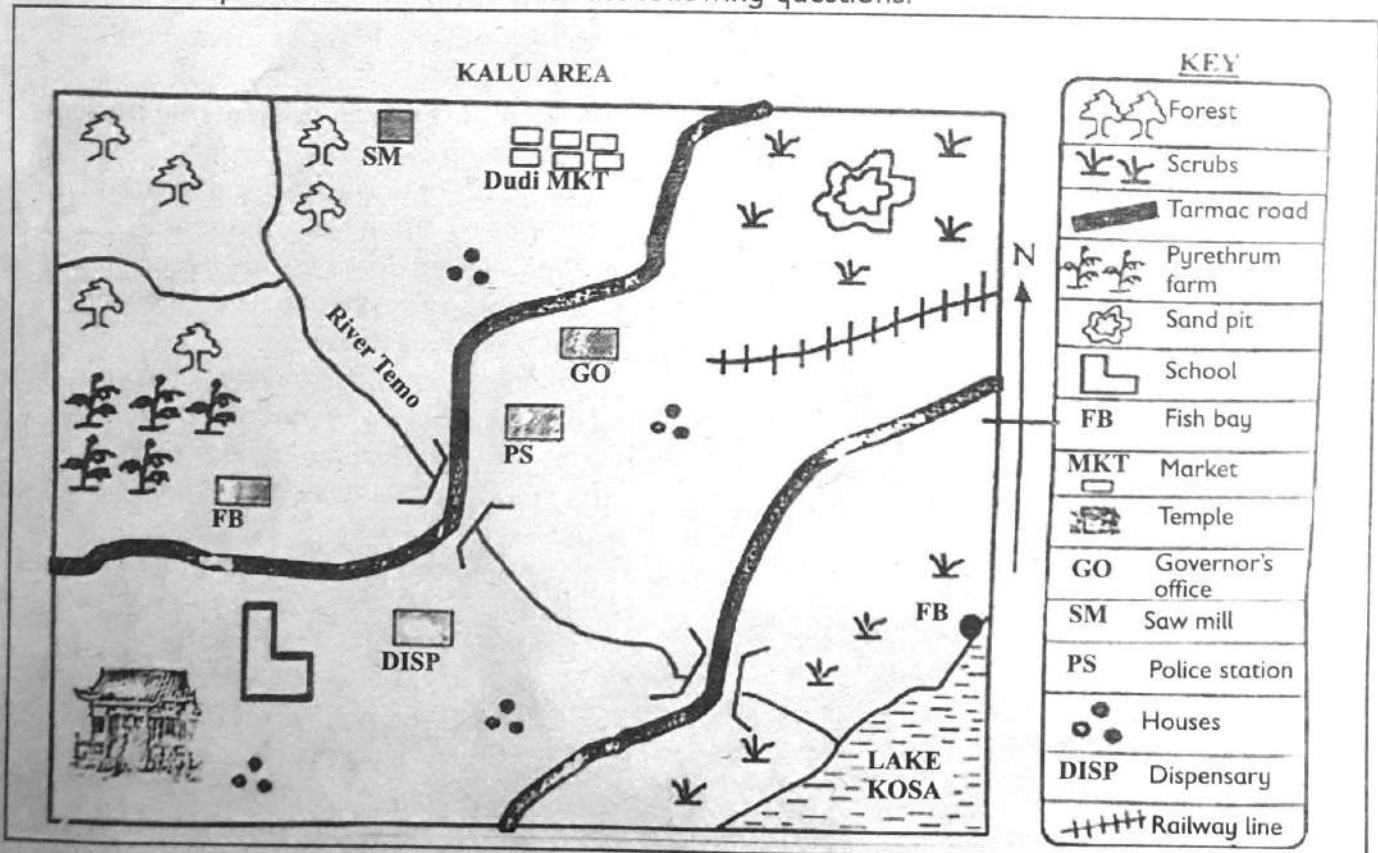 following questions.
KALU AREA
SM
Dudi MKT
River Temo
GO
PS
FB
DISP
FB
LAKE
KOSA
N
KEY
Forest
Scrubs
Tarmac road
Pyrethrum
farm
Sand pit
School
FB Fish bay
MKT Market
Temple
GO Governor's
office
SM Saw mill
PS Police station
Houses
DISP Dispensary
Railway line